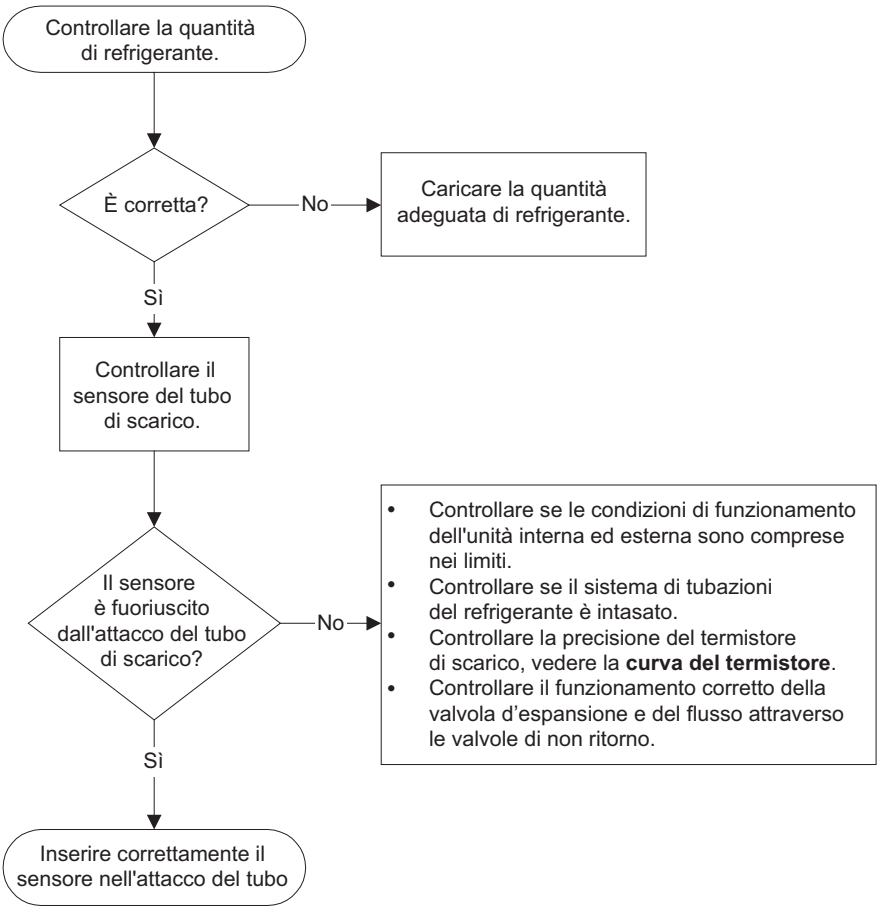 Controllare la quantità
di refrigerante.
È corretta?
No
Caricare la quantità
adeguata di refrigerante.
Sì
Controllare il
sensore del tubo
di scarico.
Il sensore
è fuoriuscito
dall'attacco del tubo
di scarico?
No
• Controllare se le condizioni di funzionamento
dell'unità interna ed esterna sono comprese
nei limiti.
• Controllare se il sistema di tubazioni
del refrigerante è intasato.
• Controllare la precisione del termistore
di scarico, vedere la curva del termistore.
• Controllare il funzionamento corretto della
valvola d’espansione e del flusso attraverso
le valvole di non ritorno.
Sì
Inserire correttamente il
sensore nell'attacco del tubo